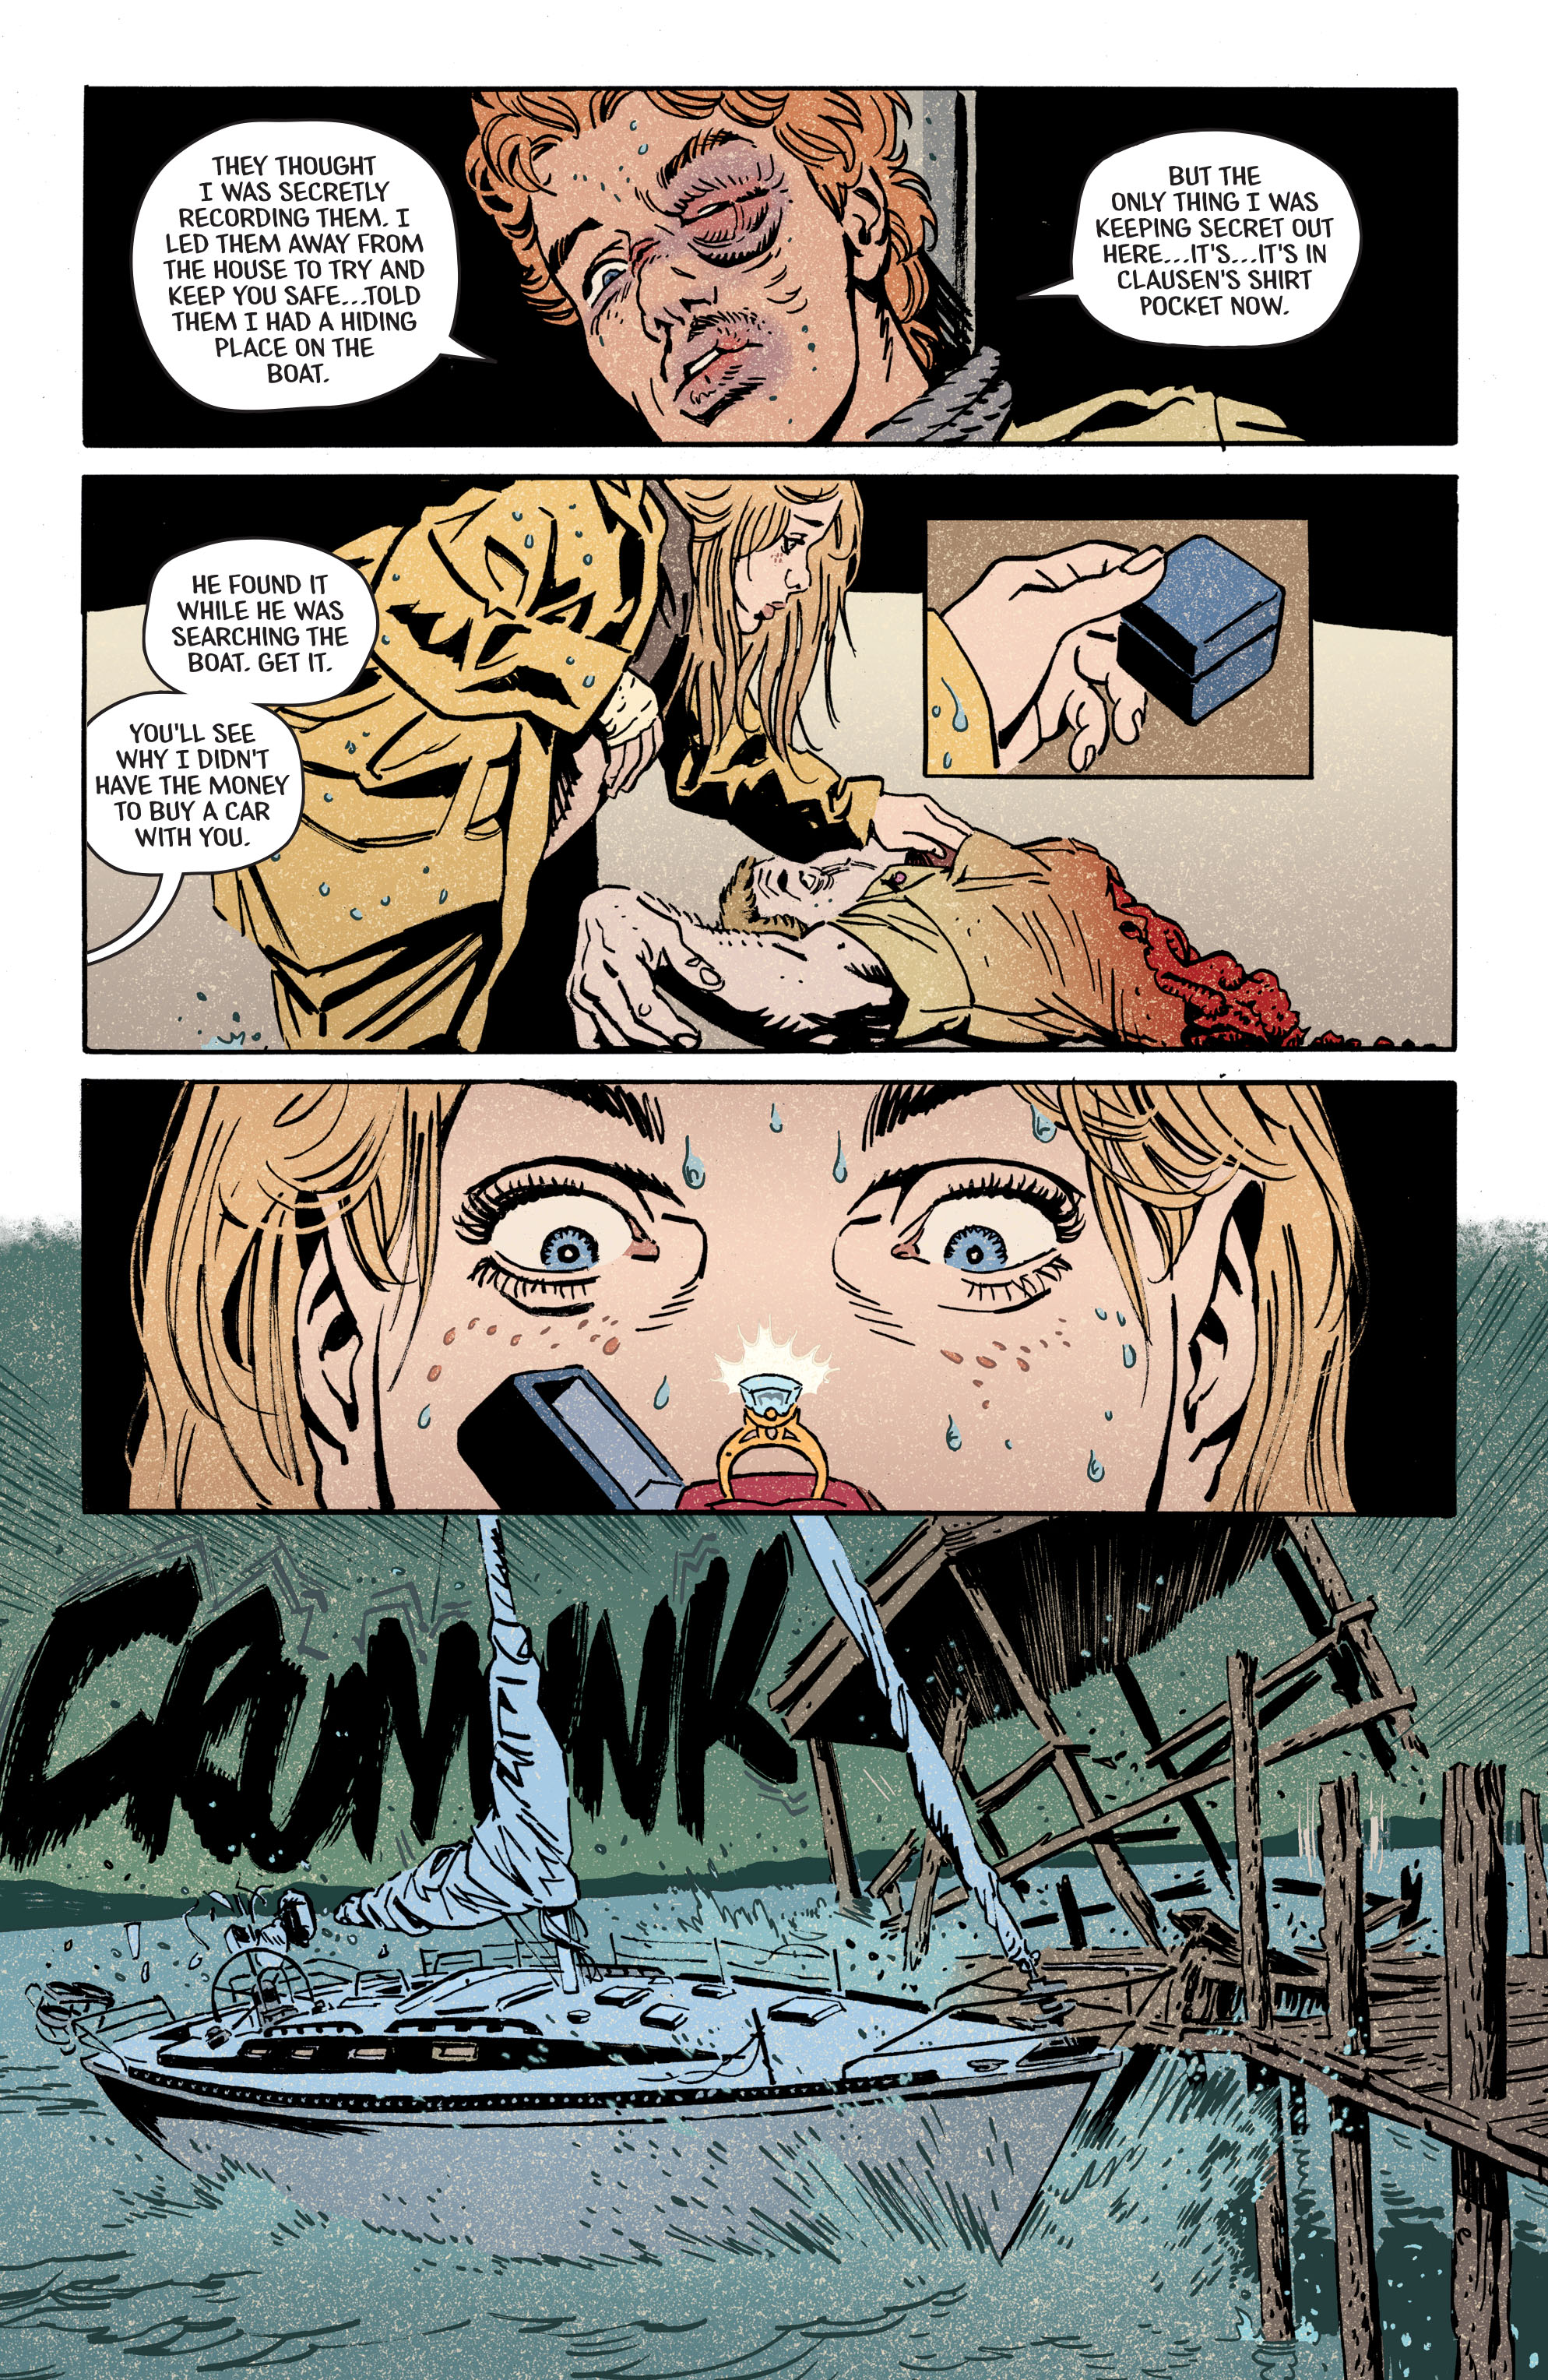 THEY THOUGHT
I WAS SECRETLY
RECORDING THEM. I
LED THEM AWAY FROM
THE HOUSE TO TRY AND
KEEP YOU SAFE...TOLD
THEM I HAD A HIDING
PLACE ON THE
BOAT.
BUT THE
ONLY THING I WAS
KEEPING SECRET OUT
HERE...IT'S...IT'S IN
CLAUSEN'S SHIRT
POCKET NOW.
HE FOUND IT
WHILE HE WAS
SEARCHING THE
BOAT. GET IT.
YOU'LL SEE
WHY I DIDN'T
HAVE THE MONEY
TO BUY A CAR
WITH YOU.
CRUMNK